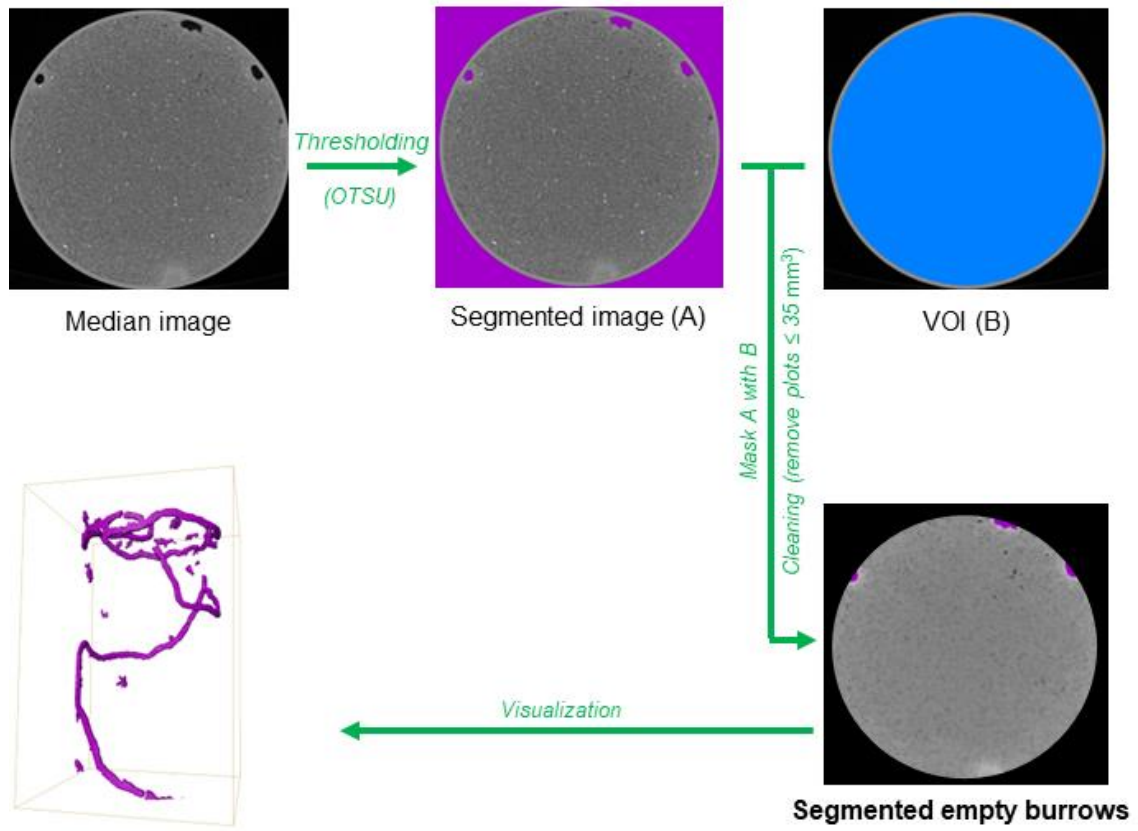 Thresholding
(OTSU)
Median image
Segmented image (A)
VOI (B)
Mask A with B
Cleaning (remove plots ≤ 35 mm³)
Visualization
Segmented empty burrows